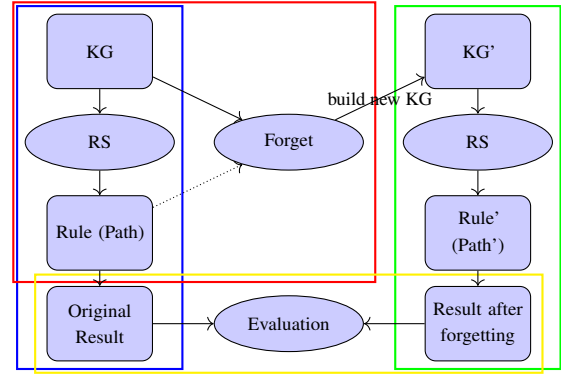 KG
KG'
build new KG
RS
Forget
RS
Rule (Path)
Rule'
(Path')
Original
Result
Evaluation
Result after
forgetting